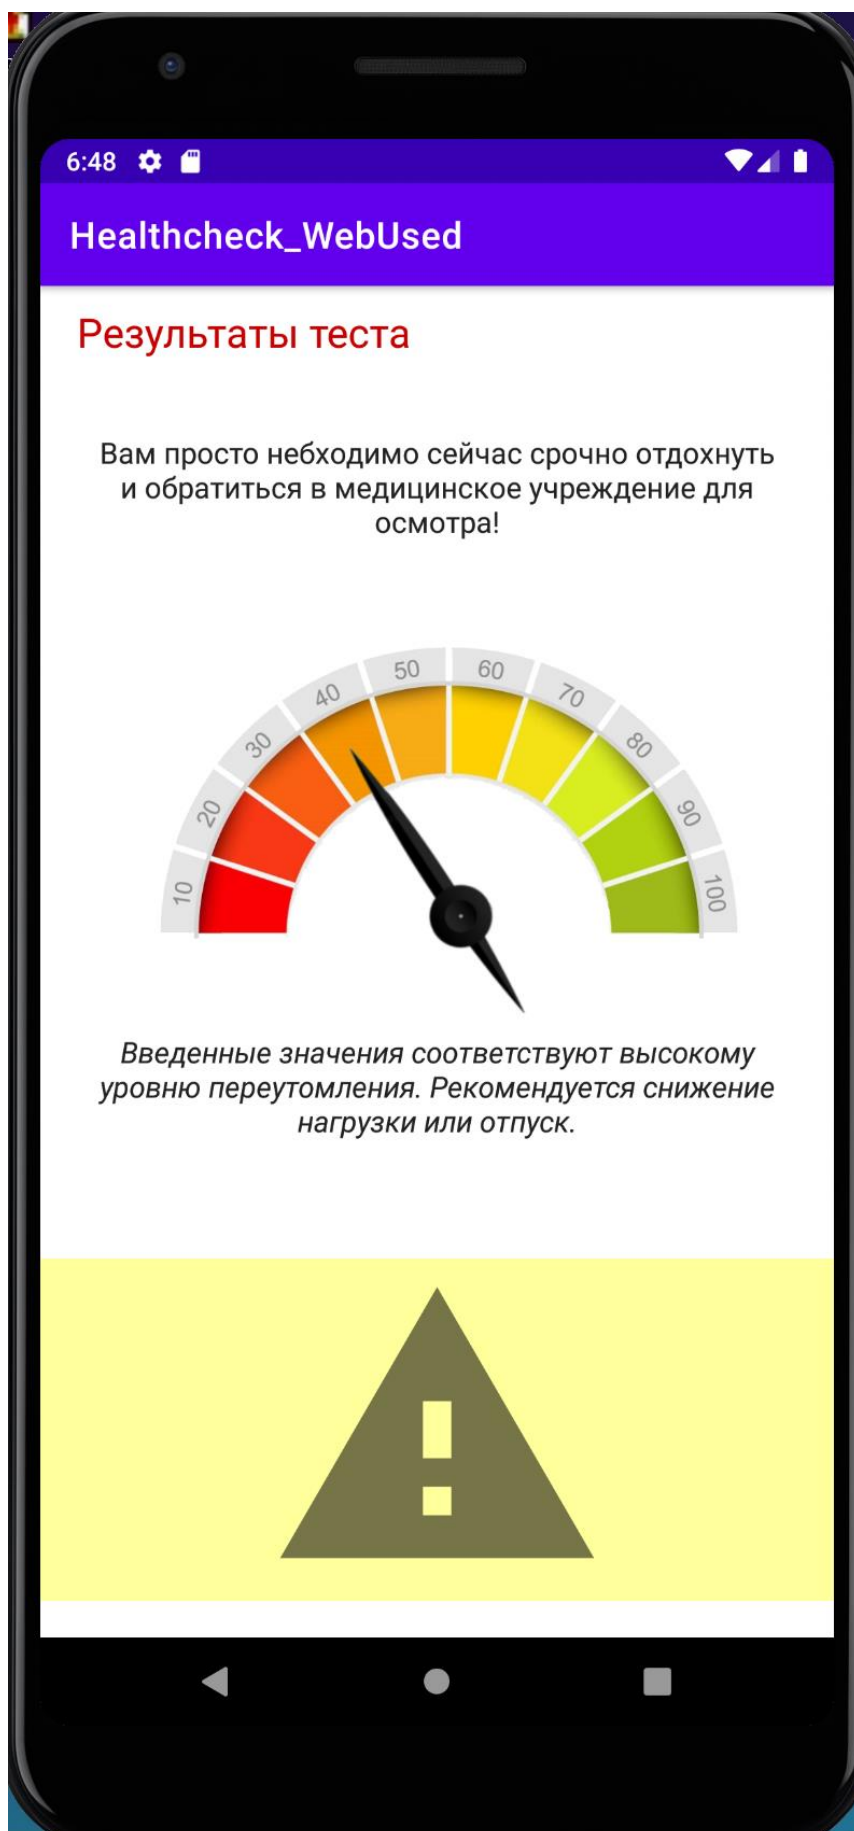 6:48
Healthcheck_WebUsed
Результаты теста
Вам просто небходимо сейчас срочно отдохнуть
и обратиться в медицинское учреждение для
осмотра!
10 20 30 40 50 60 70 80 90 100
Введенные значения соответствуют высокому
уровню переутомления. Рекомендуется снижение
нагрузки или отпуск.